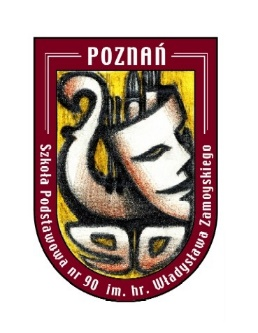 POZNAŃ
Szkoła Podstawowa nr 90 im. hr. Władysława Zamoyskiego
90